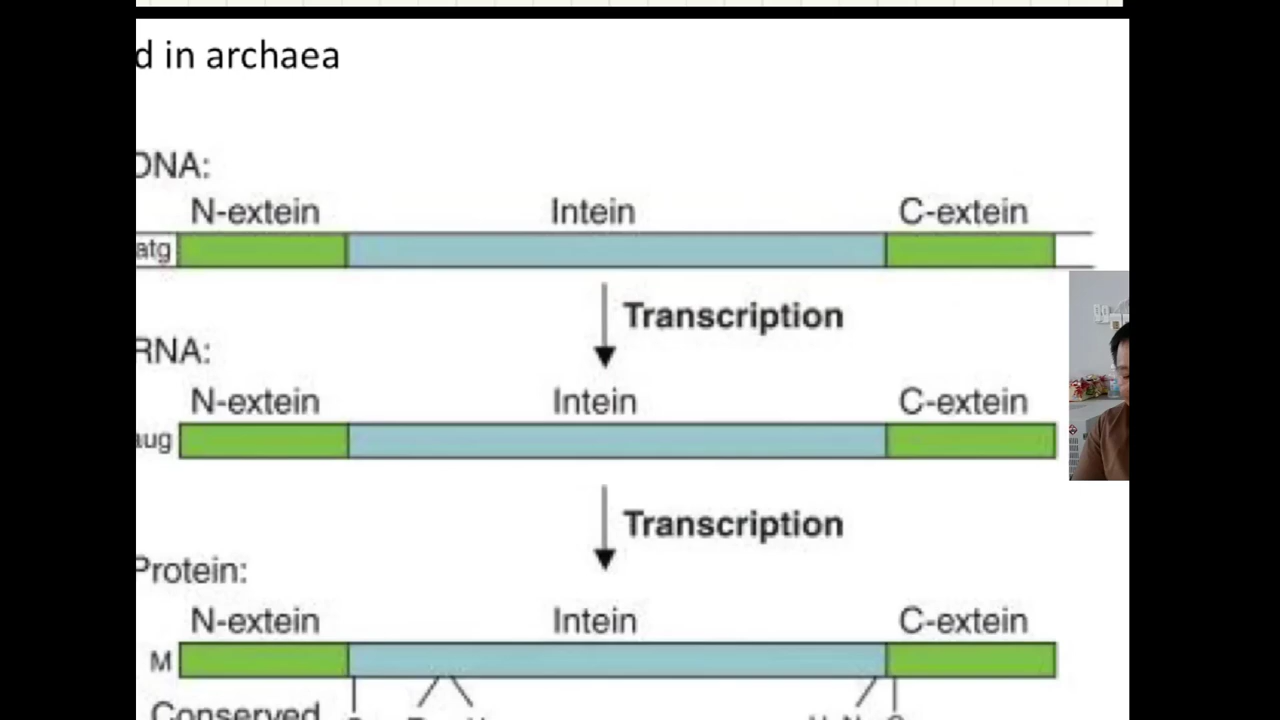 d in archaea
DNA:
N-extein Intein C-extein
atg
Transcription
RNA:
N-extein Intein C-extein
aug
Transcription
Protein:
N-extein Intein C-extein
M
Conserved